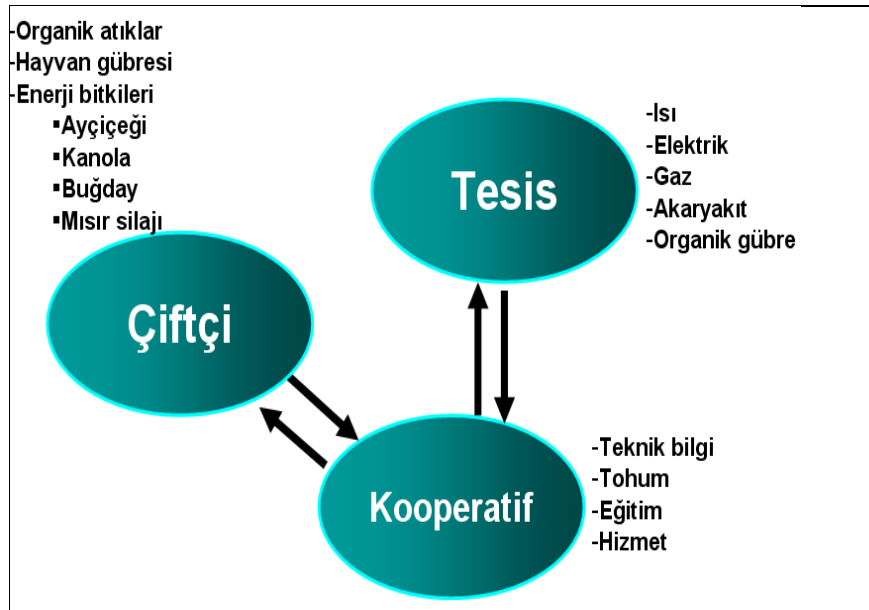 -Organik atıklar
-Hayvan gübresi
-Enerji bitkileri
▪Ayçiçeği
▪Kanola
▪Buğday
▪Mısır silajı
Tesis
-Isı
-Elektrik
-Gaz
-Akaryakıt
-Organik gübre
Çiftçi
Kooperatif
-Teknik bilgi
-Tohum
-Eğitim
-Hizmet